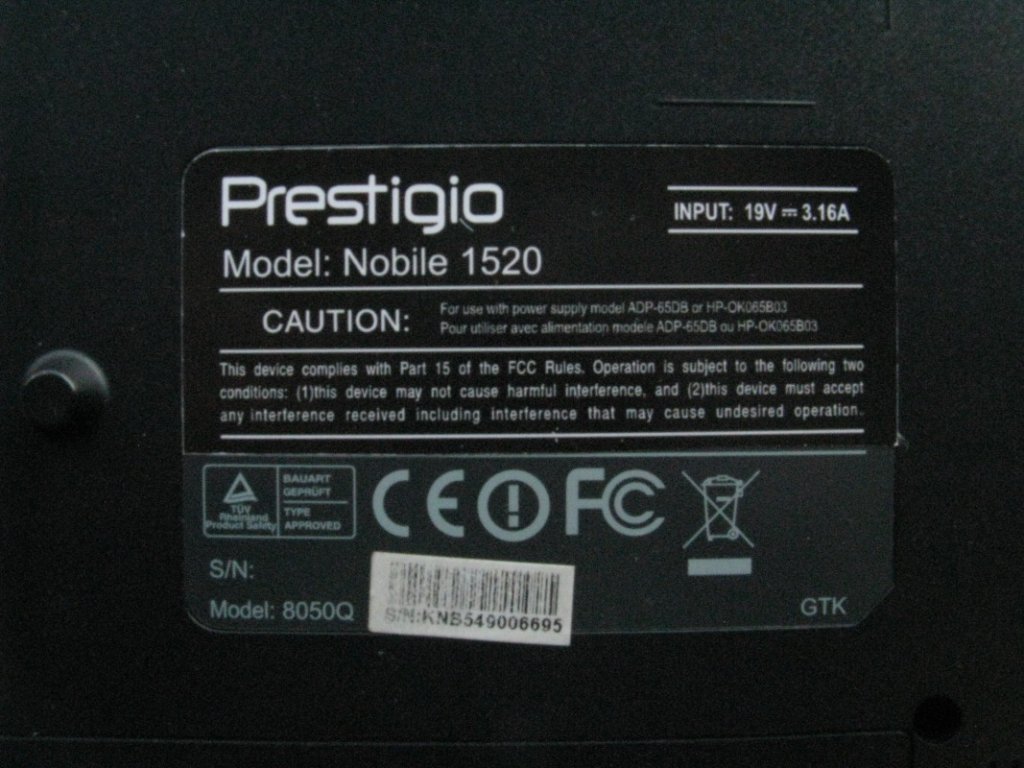 Prestigio
INPUT: 19V ⎓ 3.16A
Model: Nobile 1520
CAUTION:
For use with power supply model ADP-65DB or HP-OK065B03
Pour utiliser avec alimentation modele ADP-65DB ou HP-OK065B03
This device complies with Part 15 of the FCC Rules. Operation is subject to the following two
conditions: (1)this device may not cause harmful interference, and (2)this device must accept
any interference received including interference that may cause undesired operation.
TÜV
Rheinland
Product Safety
BAUART
GEPRÜFT
TYPE
APPROVED
CE
FC
S/N:
Model: 8050Q
S/N:KNB549006695
GTK